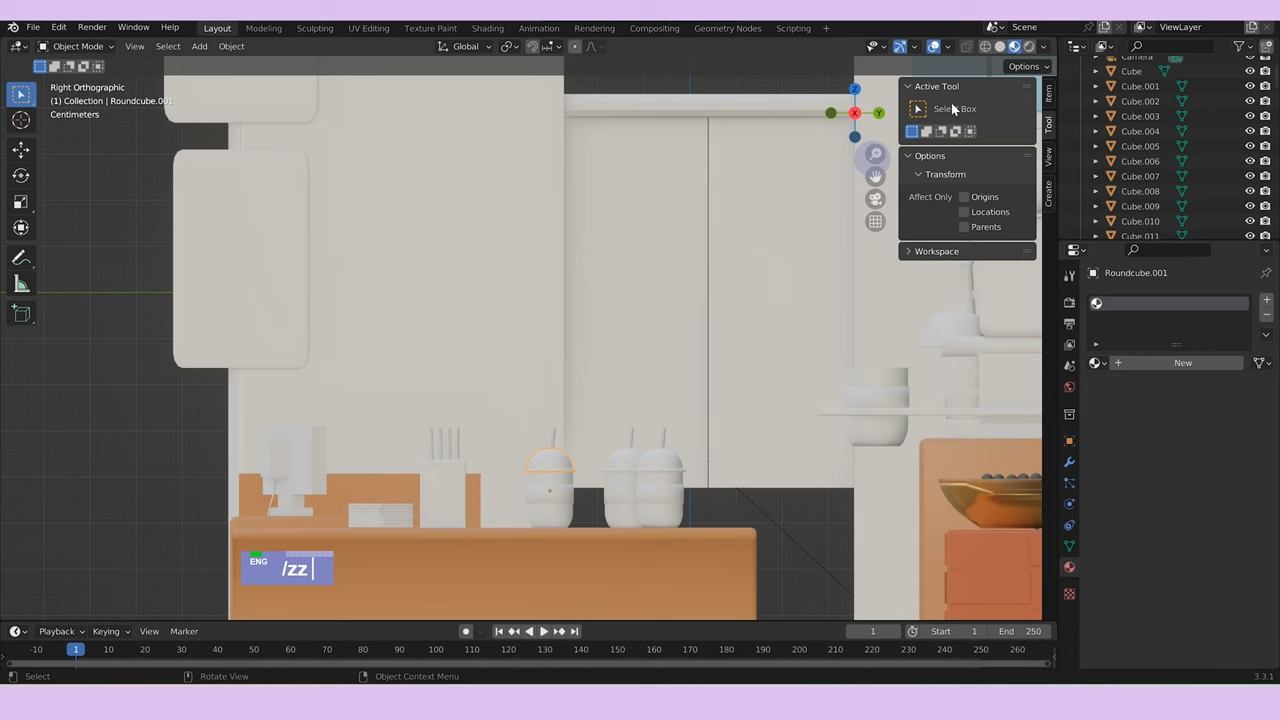 File Edit Render Window Help Layout Modeling Sculpting UV Editing Texture Paint Shading Animation Rendering Compositing Geometry Nodes Scripting + Scene ViewLayer
Object Mode View Select Add Object Global
Options
Right Orthographic
(1) Collection | Roundcube.001
Centimeters
Z
X
Y
Active Tool
Select Box
Options
Transform
Affect Only Origins
Locations
Parents
Workspace
Item
Tool
View
Create
Camera
Cube
Cube.001
Cube.002
Cube.003
Cube.004
Cube.005
Cube.006
Cube.007
Cube.008
Cube.009
Cube.010
Cube.011
Roundcube.001
+
−
+ New
ENG /zz
Playback Keying View Marker 1 Start 1 End 250
-10 1 10 20 30 40 50 60 70 80 90 100 110 120 130 140 150 160 170 180 190 200 210 220 230 240 250 260
Select Rotate View Object Context Menu 3.3.1